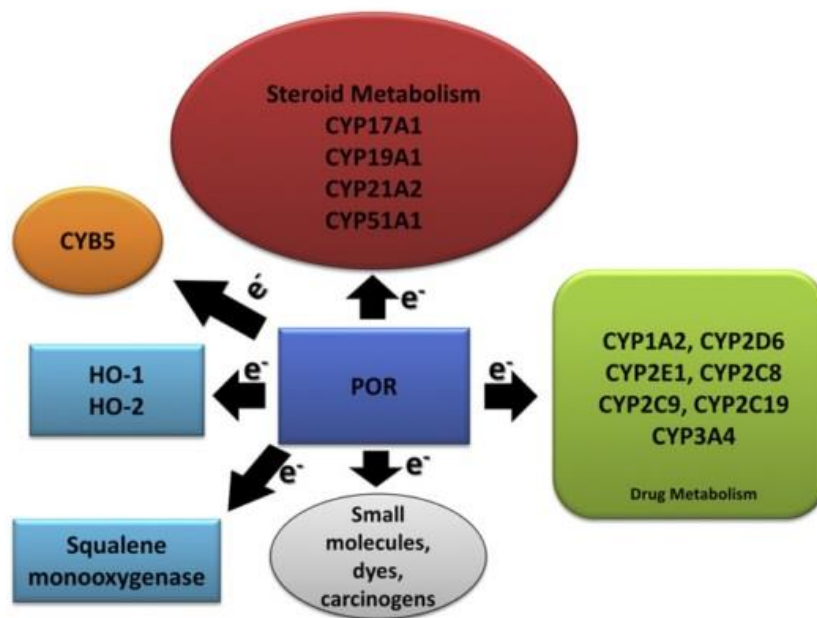 Steroid Metabolism
CYP17A1
CYP19A1
CYP21A2
CYP51A1
CYB5
e-
e-
HO-1
HO-2
e-
POR
e-
CYP1A2, CYP2D6
CYP2E1, CYP2C8
CYP2C9, CYP2C19
CYP3A4
Drug Metabolism
e-
e-
Squalene
monooxygenase
Small
molecules,
dyes,
carcinogens